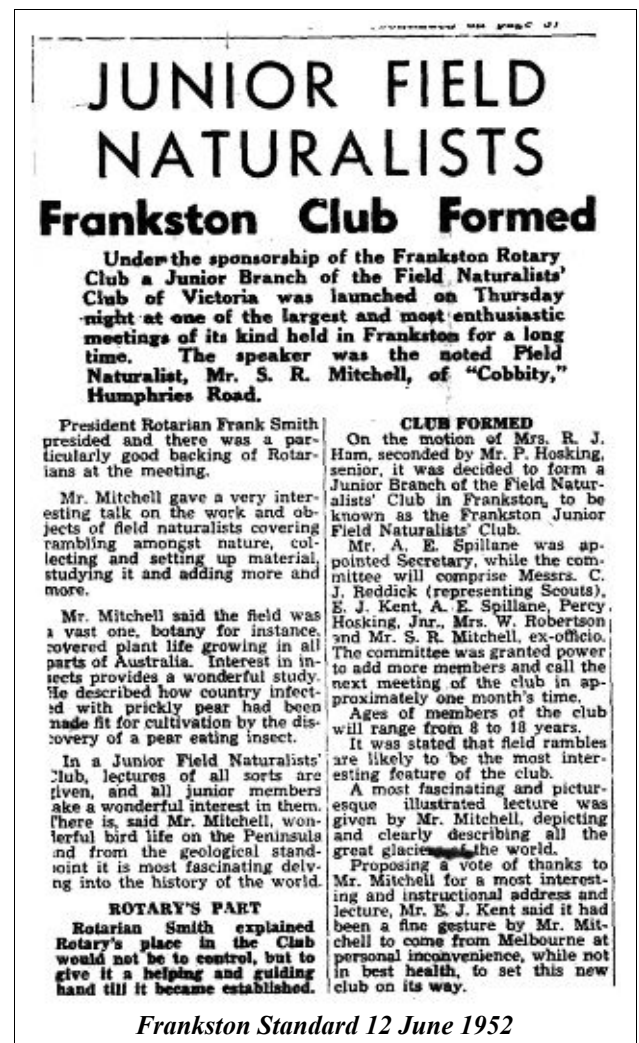 on page 3)
JUNIOR FIELD
NATURALISTS
Frankston Club Formed
Under the sponsorship of the Frankston Rotary
Club a Junior Branch of the Field Naturalists'
Club of Victoria was launched on Thursday
night at one of the largest and most enthusiastic
meetings of its kind held in Frankston for a long
time. The speaker was the noted Field
Naturalist, Mr. S. R. Mitchell, of "Cobbity,"
Humphries Road.
President Rotarian Frank Smith
presided and there was a par-
ticularly good backing of Rotar-
ians at the meeting.
Mr. Mitchell gave a very inter-
esting talk on the work and ob-
jects of field naturalists covering
rambling amongst nature, col-
lecting and setting up material,
studying it and adding more and
more.
Mr. Mitchell said the field was
a vast one, botany for instance,
covered plant life growing in all
parts of Australia. Interest in in-
sects provides a wonderful study.
He described how country infect-
ed with prickly pear had been
made fit for cultivation by the dis-
covery of a pear eating insect.
In a Junior Field Naturalists'
Club, lectures of all sorts are
given, and all junior members
take a wonderful interest in them.
There is, said Mr. Mitchell, won-
derful bird life on the Peninsula
and from the geological stand-
point it is most fascinating delv-
ing into the history of the world.
ROTARY'S PART
Rotarian Smith explained
Rotary's place in the Club
would not be to control, but to
give it a helping and guiding
hand till it became established.
CLUB FORMED
On the motion of Mrs. R. J.
Ham, seconded by Mr. P. Hosking,
senior, it was decided to form a
Junior Branch of the Field Natur-
alists' Club in Frankston, to be
known as the Frankston Junior
Field Naturalists' Club.
Mr. A. E. Spillane was ap-
pointed Secretary, while the com-
mittee will comprise Messrs. C.
J. Reddick (representing Scouts),
E. J. Kent, A. E. Spillane, Percy
Hosking, Jnr., Mrs. W. Robertson
and Mr. S. R. Mitchell, ex-officio.
The committee was granted power
to add more members and call the
next meeting of the club in ap-
proximately one month's time.
Ages of members of the club
will range from 8 to 18 years.
It was stated that field rambles
are likely to be the most inter-
esting feature of the club.
A most fascinating and pictur-
esque illustrated lecture was
given by Mr. Mitchell, depicting
and clearly describing all the
great the world.
Proposing a vote of thanks to
Mr. Mitchell for a most interest-
ing and instructional address and
lecture, Mr. E. J. Kent said it had
been a fine gesture by Mr. Mit-
chell to come from Melbourne at
personal inconvenience, while not
in best health, to set this new
club on its way.
Frankston Standard 12 June 1952